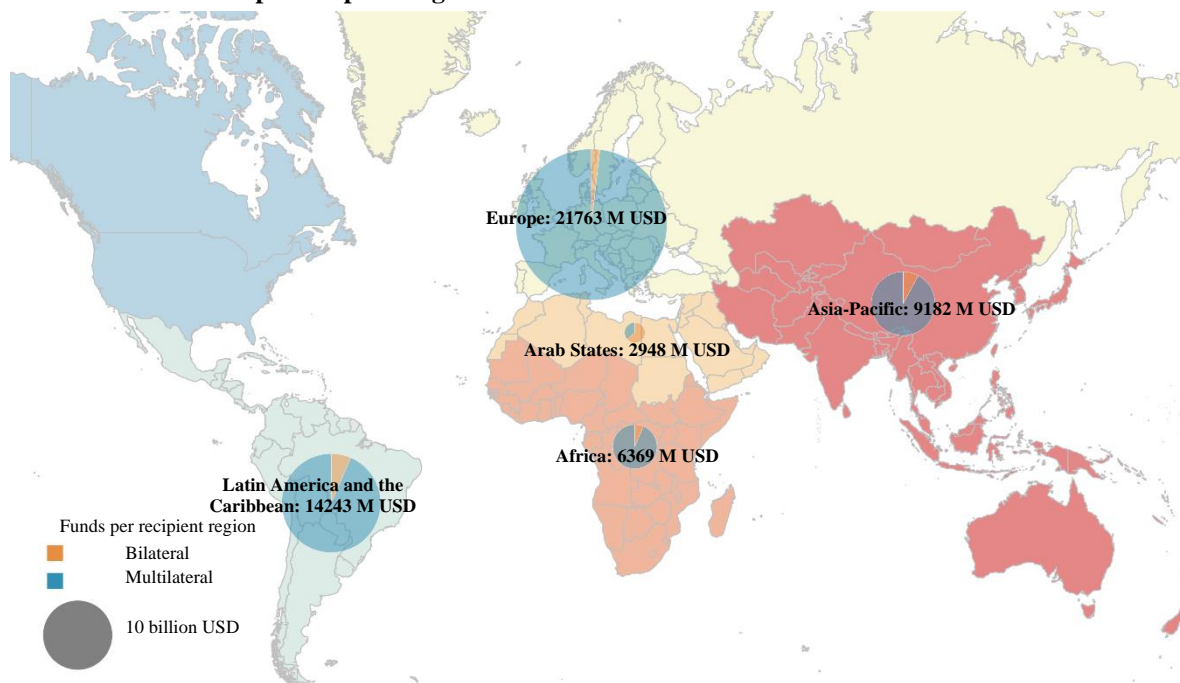 Europe: 21763 M USD
Asia-Pacific: 9182 M USD
Arab States: 2948 M USD
Africa: 6369 M USD
Latin America and the
Caribbean: 14243 M USD
Funds per recipient region
Bilateral
Multilateral
10 billion USD